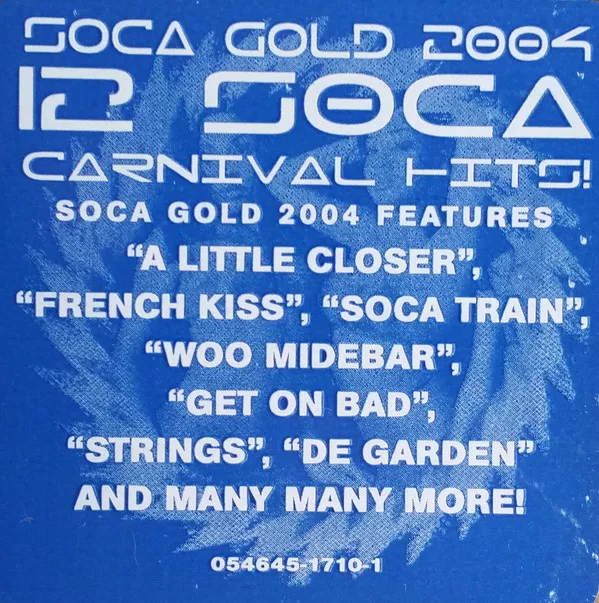 SOCA GOLD 2004
12 SOCA
CARNIVAL HITS!
SOCA GOLD 2004 FEATURES
“A LITTLE CLOSER”,
“FRENCH KISS”, “SOCA TRAIN”,
“WOO MIDEBAR”,
“GET ON BAD”,
“STRINGS”, “DE GARDEN”
AND MANY MANY MORE!
054645-1710-1